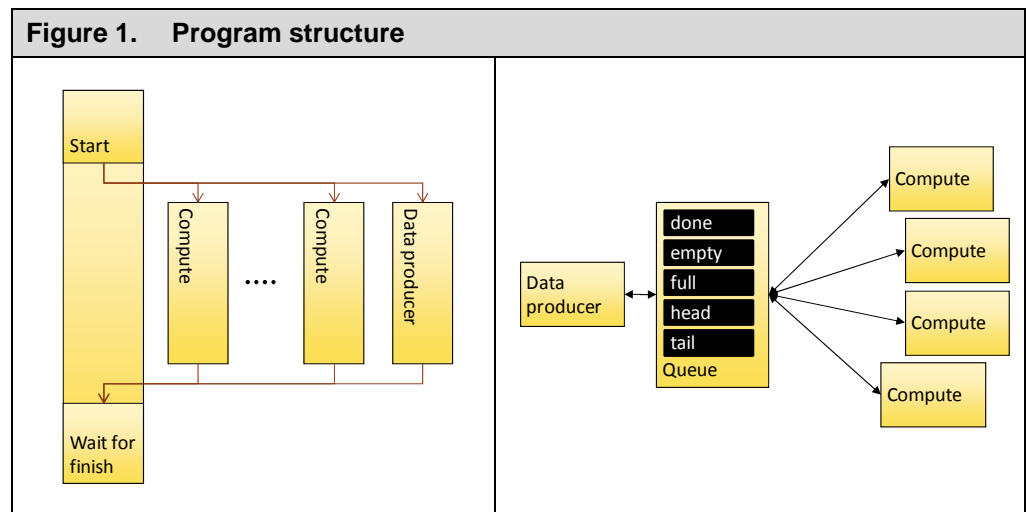 Figure 1. Program structure
Start
Compute
....
Compute
Data producer
Wait for
finish
Data
producer
done
empty
full
head
tail
Queue
Compute
Compute
Compute
Compute